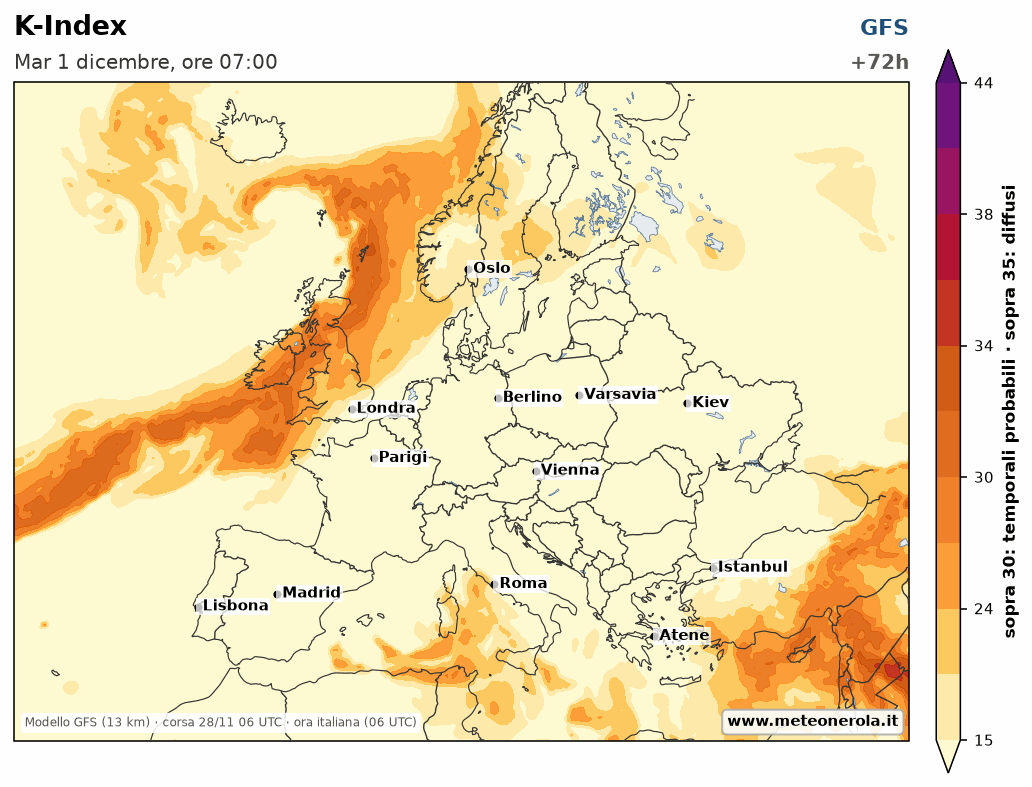 K-Index
GFS
Mar 1 dicembre, ore 07:00
+72h
44
38
34
30
24
15
sopra 30: temporali probabili · sopra 35: diffusi
Oslo
Berlino
Varsavia
Kiev
Londra
Parigi
Vienna
Istanbul
Roma
Madrid
Lisbona
Atene
Modello GFS (13 km) · corsa 28/11 06 UTC · ora italiana (06 UTC)
www.meteonerola.it